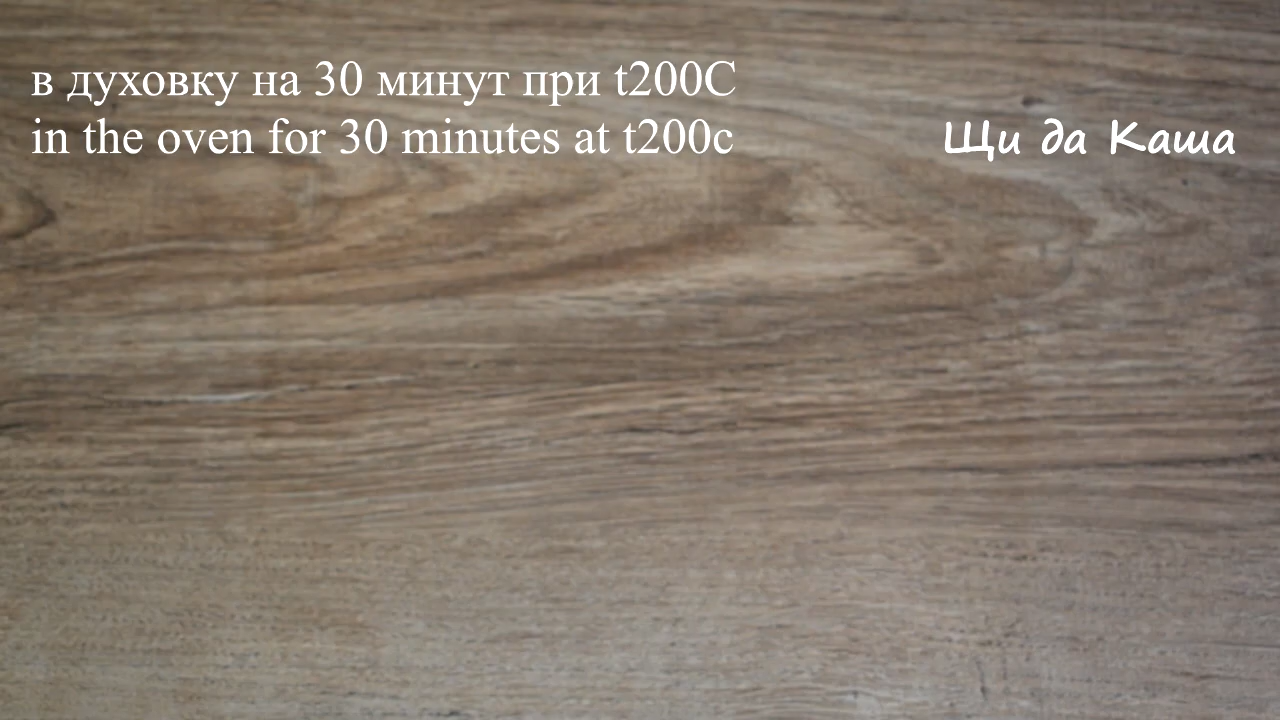 в духовку на 30 минут при t200C
in the oven for 30 minutes at t200c
Щи да Каша